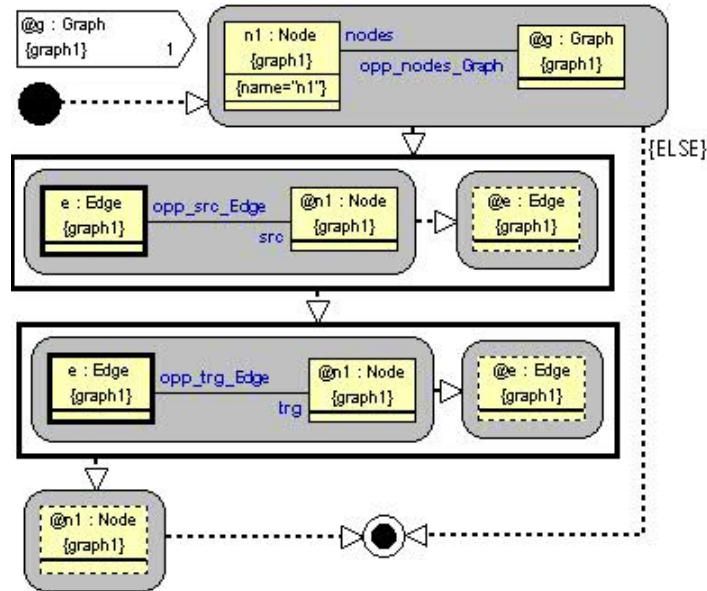 @g : Graph
{graph1} 1
n1 : Node
{graph1}
{name="n1"}
nodes
opp_nodes_Graph
@g : Graph
{graph1}
{ELSE}
e : Edge
{graph1}
opp_src_Edge
src
@n1 : Node
{graph1}
@e : Edge
{graph1}
e : Edge
{graph1}
opp_trg_Edge
trg
@n1 : Node
{graph1}
@e : Edge
{graph1}
@n1 : Node
{graph1}